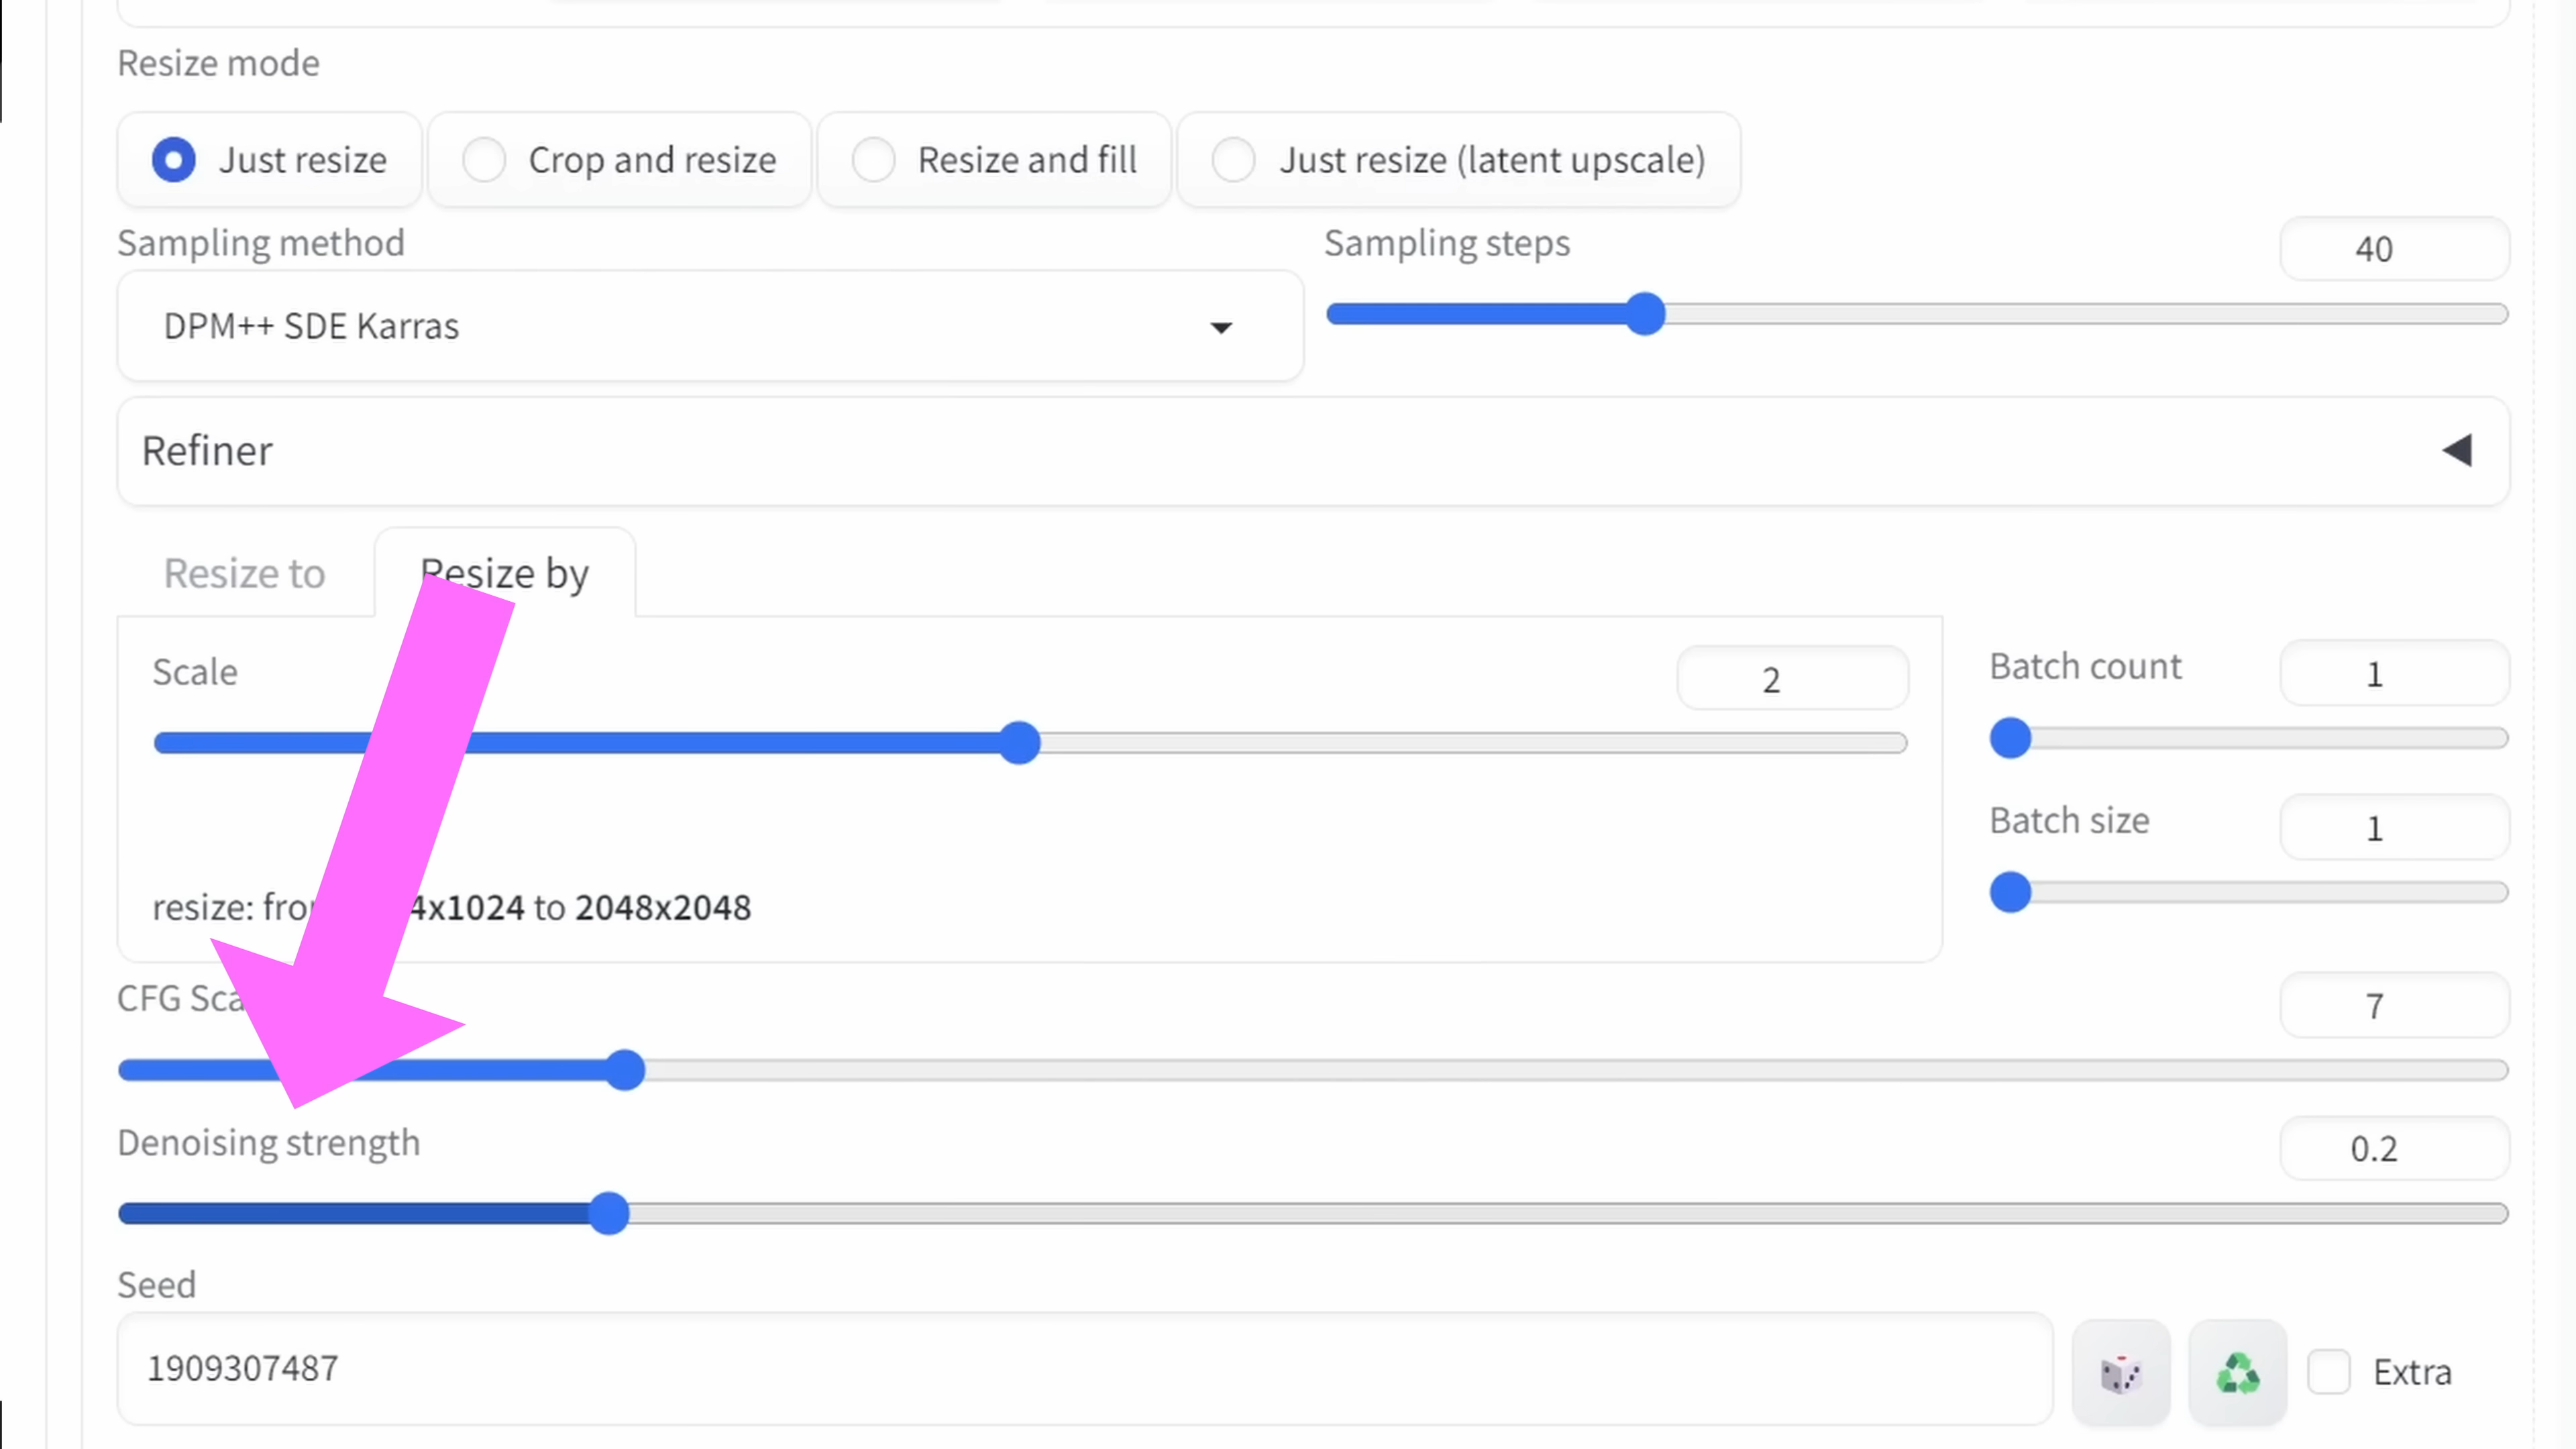 Resize mode
Just resize Crop and resize Resize and fill Just resize (latent upscale)
Sampling method Sampling steps 40
DPM++ SDE Karras
Refiner
Resize to Resize by
Scale 2 Batch count 1
Batch size 1
resize: 4x1024 to 2048x2048
CFG 7
Denoising strength 0.2
Seed
1909307487 Extra